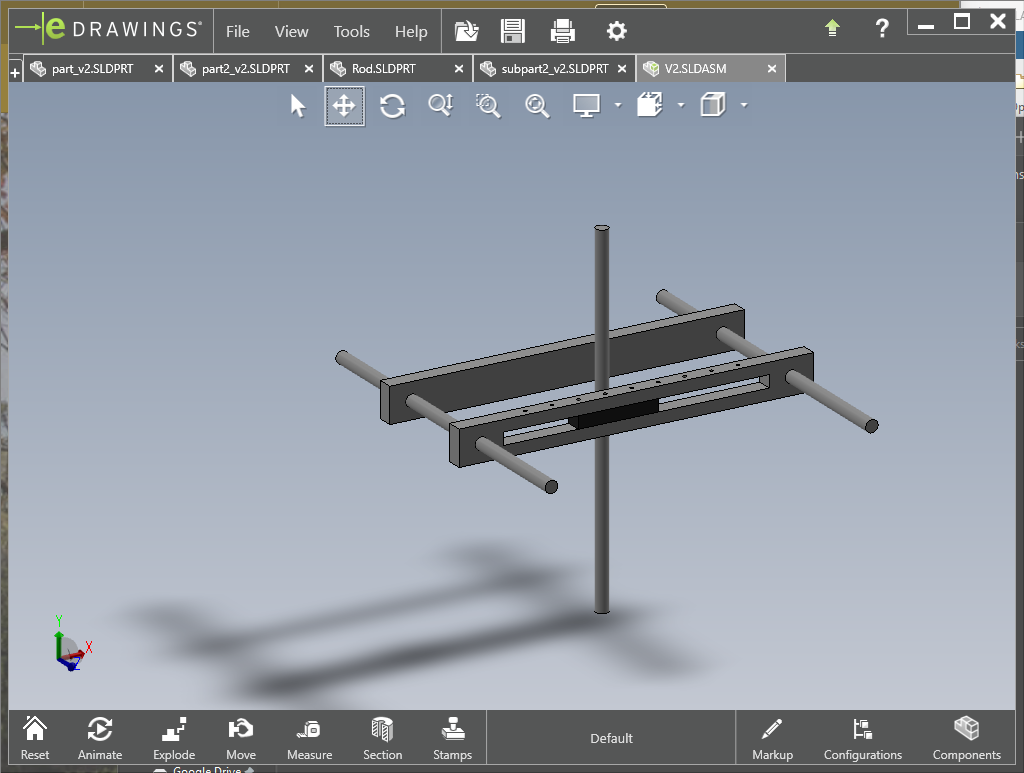 eDRAWINGS®
File View Tools Help
?
+ part_v2.SLDPRT × part2_v2.SLDPRT × Rod.SLDPRT × subpart2_v2.SLDPRT × V2.SLDASM ×
Y
X
Z
Reset Animate Explode Move Measure Section Stamps Default Markup Configurations Components
Google Drive